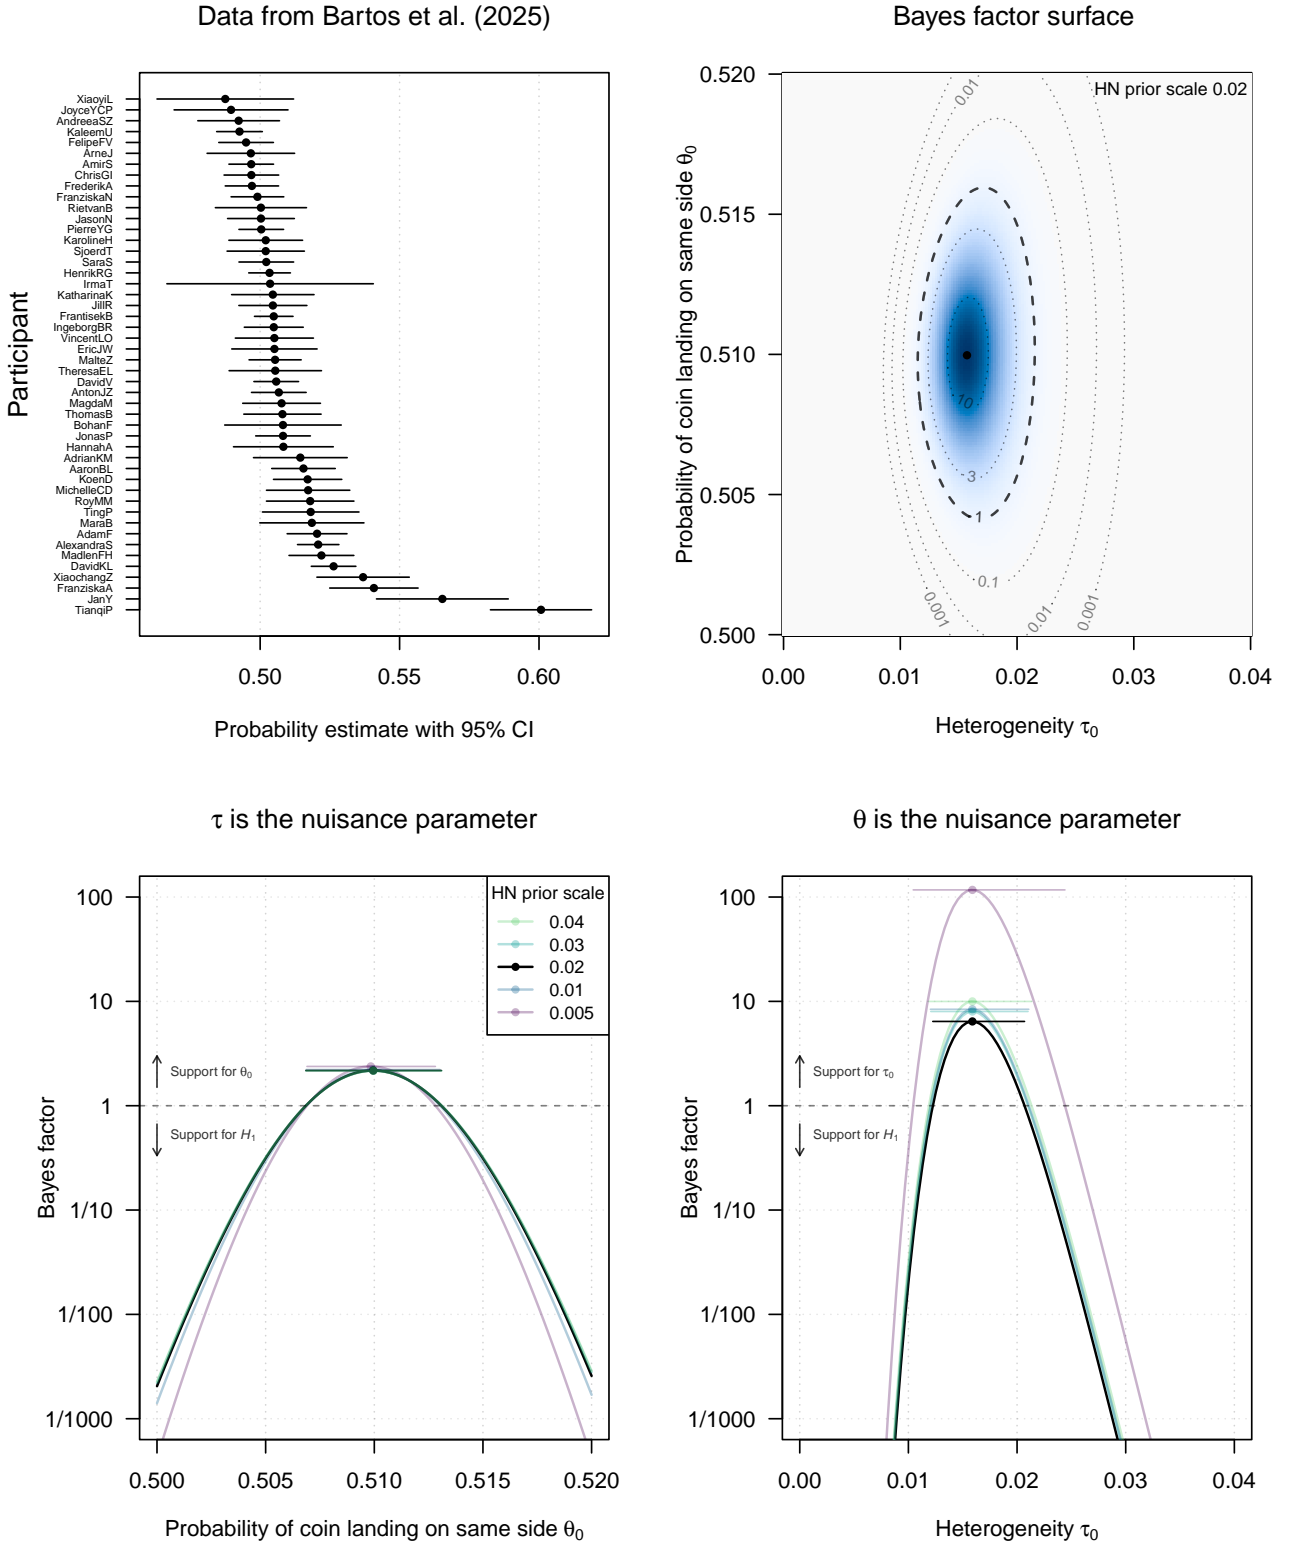 Data from Bartos et al. (2025)
Participant
XiaoyiL
JoyceYCP
AndreeaSZ
KaleemU
FelipeFV
ArneJ
AmirS
ChrisGI
FrederikA
FranziskaN
RietvanB
JasonN
PierreYG
KarolineH
SjoerdT
SaraS
HenrikRG
IrmaT
KatharinaK
JillR
FrantisekB
IngeborgBR
VincentLO
EricJW
MalteZ
TheresaEL
DavidV
AntonJZ
MagdaM
ThomasB
BohanF
JonasP
HannahA
AdrianKM
AaronBL
KoenD
MichelleCD
RoyMM
TingP
MaraB
AdamF
AlexandraS
MadlenFH
DavidKL
XiaochangZ
FranziskaA
JanY
TianqiP
0.50 0.55 0.60
Probability estimate with 95% CI
Bayes factor surface
Probability of coin landing on same side θ₀
0.520
0.515
0.510
0.505
0.500
HN prior scale 0.02
0.01
10
3
1
0.1
0.001
0.01
0.001
0.00 0.01 0.02 0.03 0.04
Heterogeneity τ₀
τ is the nuisance parameter
Bayes factor
100
10
1
1/10
1/100
1/1000
HN prior scale
0.04
0.03
0.02
0.01
0.005
Support for θ₀
Support for H₁
0.500 0.505 0.510 0.515 0.520
Probability of coin landing on same side θ₀
θ is the nuisance parameter
Bayes factor
100
10
1
1/10
1/100
1/1000
Support for τ₀
Support for H₁
0.00 0.01 0.02 0.03 0.04
Heterogeneity τ₀